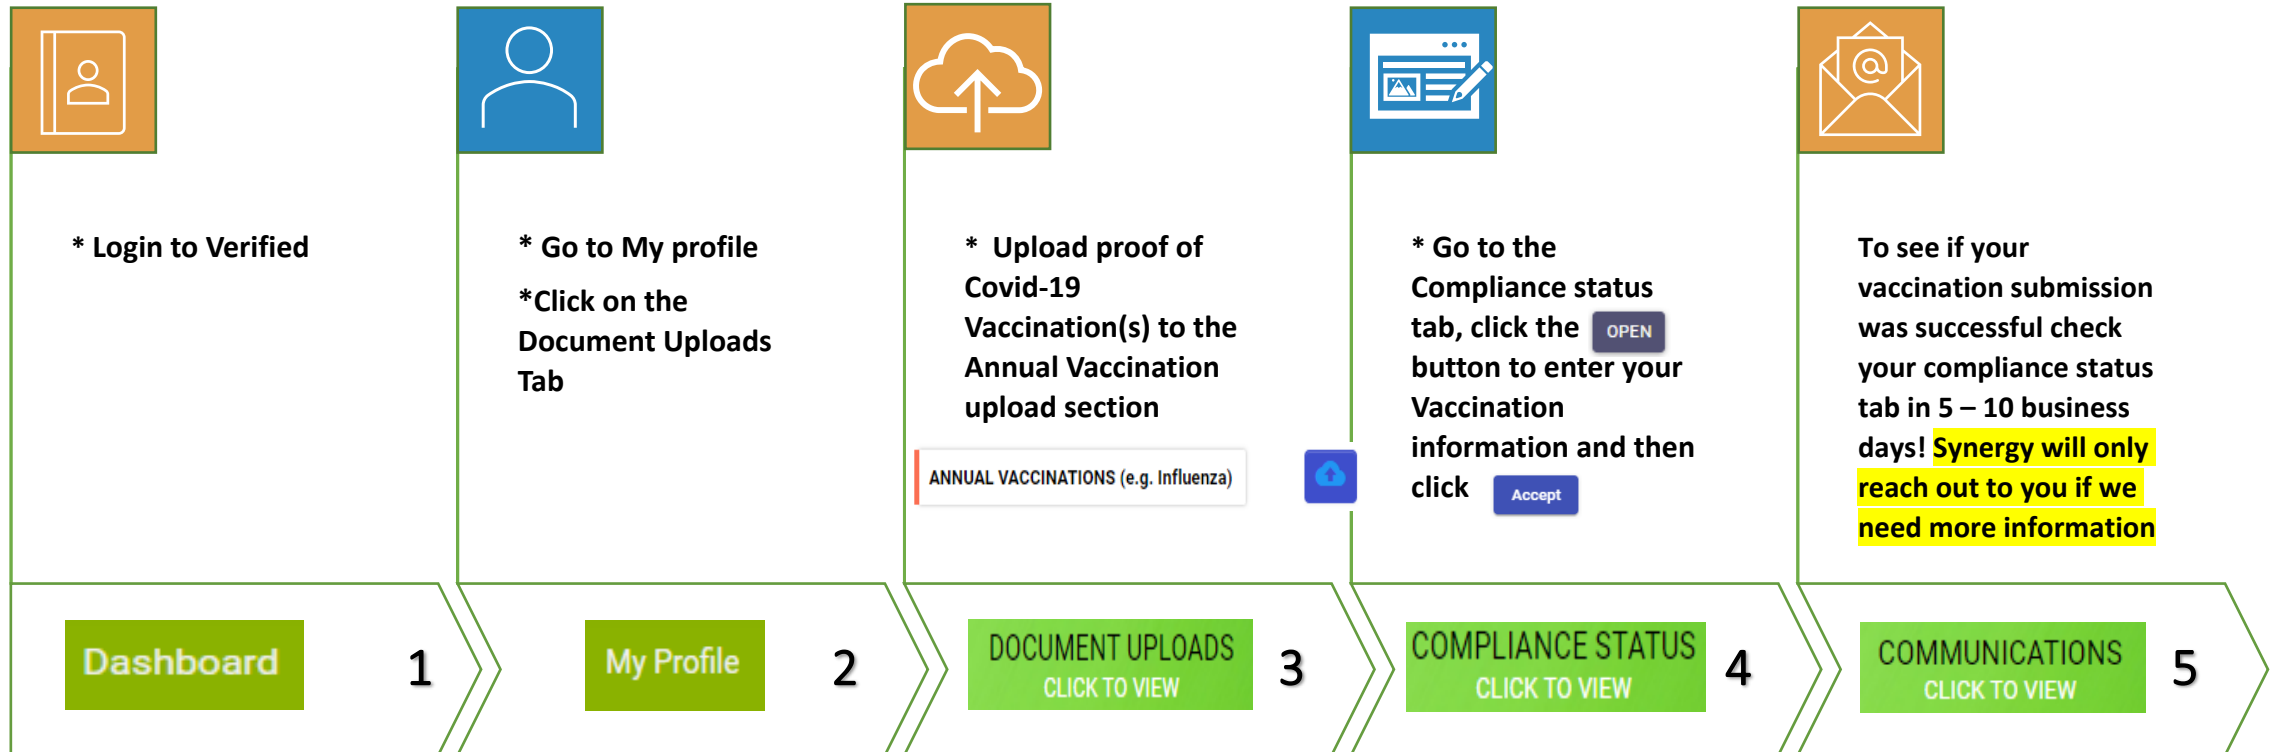 * Login to Verified
* Go to My profile
*Click on the
Document Uploads
Tab
* Upload proof of
Covid-19
Vaccination(s) to the
Annual Vaccination
upload section
ANNUAL VACCINATIONS (e.g. Influenza)
* Go to the
Compliance status
tab, click the OPEN
button to enter your
Vaccination
information and then
click Accept
To see if your
vaccination submission
was successful check
your compliance status
tab in 5 – 10 business
days! Synergy will only
reach out to you if we
need more information
Dashboard 1
My Profile 2
DOCUMENT UPLOADS 3
CLICK TO VIEW
COMPLIANCE STATUS 4
CLICK TO VIEW
COMMUNICATIONS 5
CLICK TO VIEW